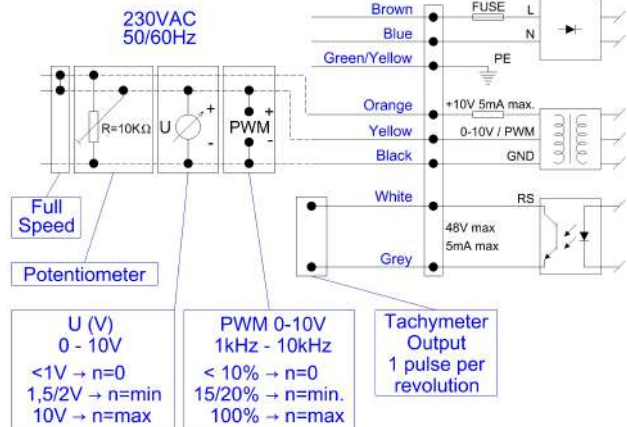 230VAC
50/60Hz
Brown
FUSE
L
Blue
N
Green/Yellow
PE
Orange
+10V 5mA max.
Yellow
0-10V / PWM
Black
GND
R=10KΩ
U
+
-
PWM
+
-
White
RS
48V max
5mA max
Grey
Full
Speed
Potentiometer
U (V)
0 - 10V
<1V → n=0
1,5/2V → n=min
10V → n=max
PWM 0-10V
1kHz - 10kHz
< 10% → n=0
15/20% → n=min.
100% → n=max
Tachymeter
Output
1 pulse per
revolution